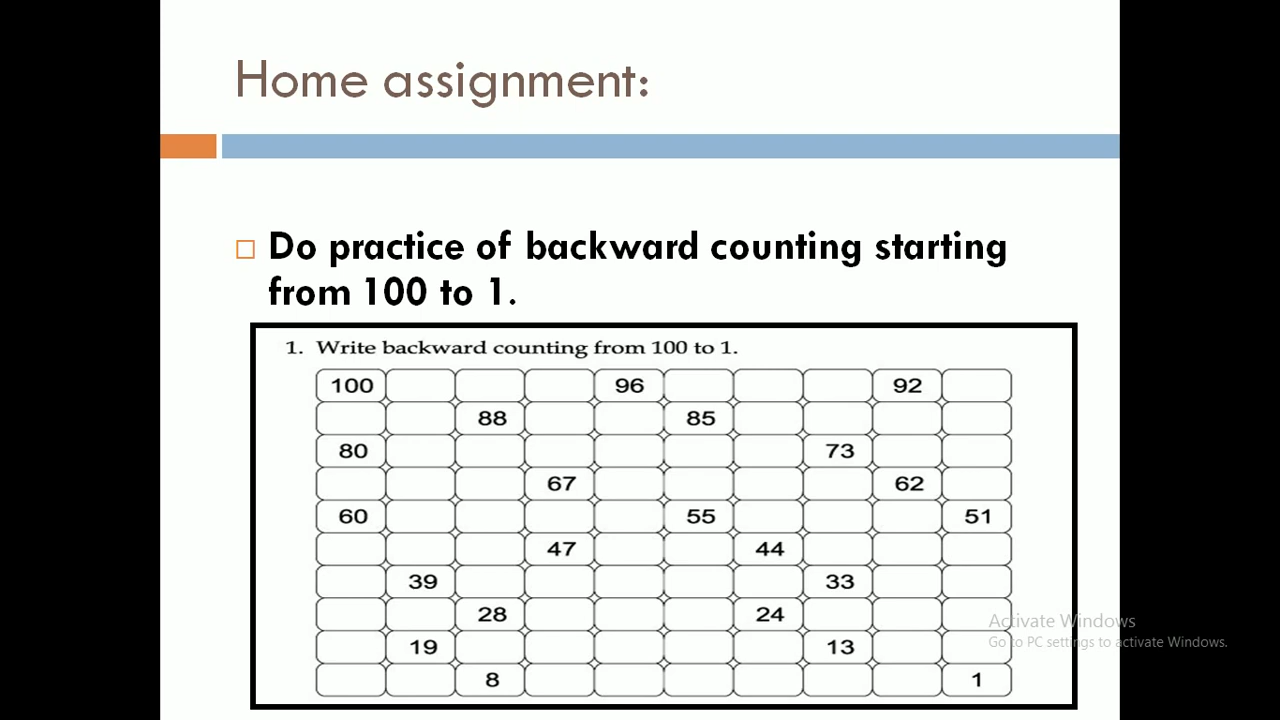 Home assignment:
Do practice of backward counting starting
from 100 to 1.
1. Write backward counting from 100 to 1.
100 96 92
88 85
80 73
67 62
60 55 51
47 44
39 33
28 24
19 13
8 1
Activate Windows
Go to PC settings to activate Windows.